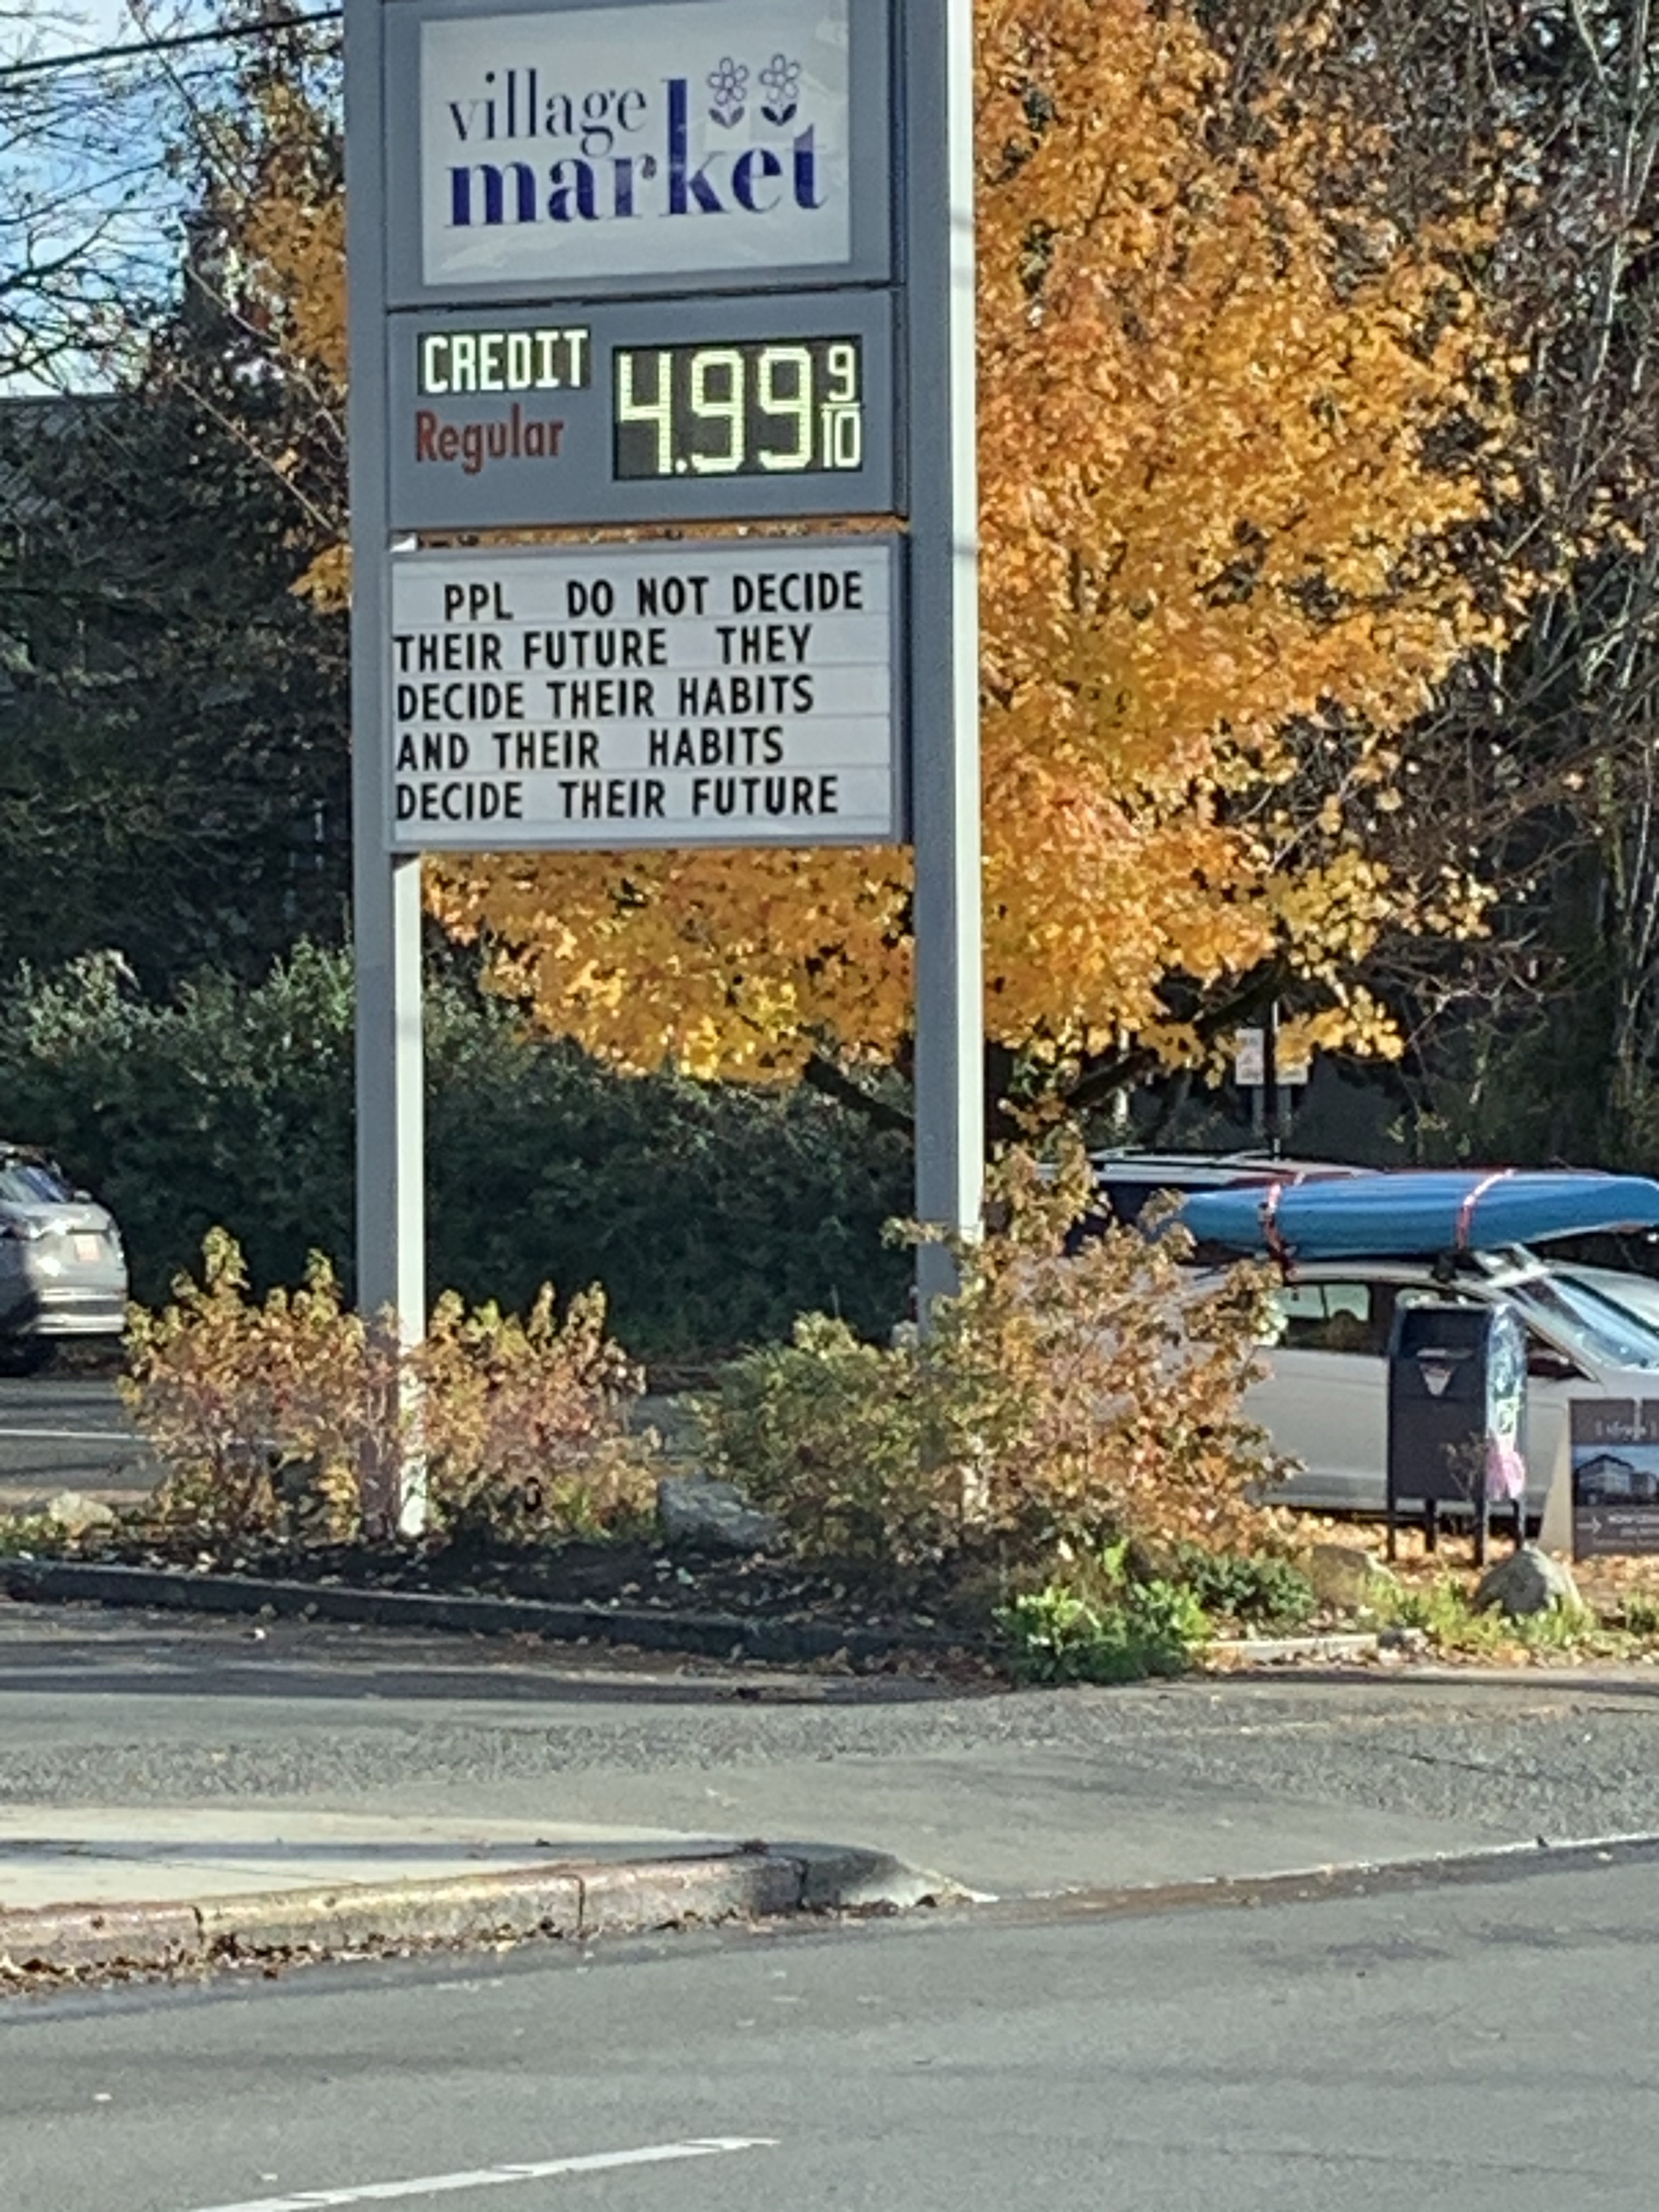 village
market
CREDIT
Regular
4.99 9/10
PPL DO NOT DECIDE
THEIR FUTURE THEY
DECIDE THEIR HABITS
AND THEIR HABITS
DECIDE THEIR FUTURE